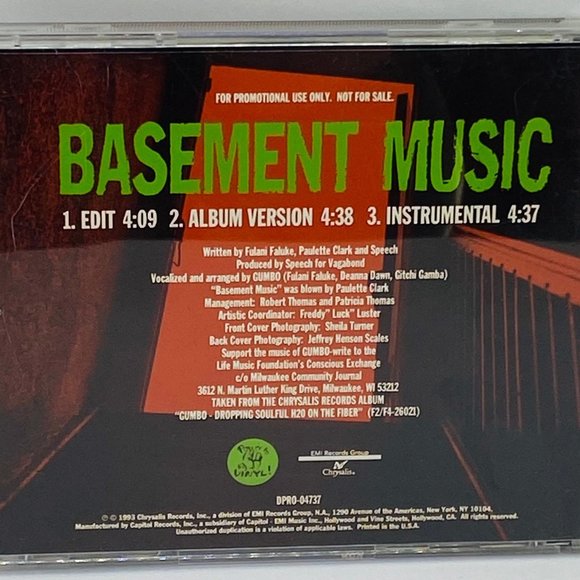 FOR PROMOTIONAL USE ONLY. NOT FOR SALE.
BASEMENT MUSIC
1. EDIT 4:09 2. ALBUM VERSION 4:38 3. INSTRUMENTAL 4:37
Written by Fulani Faluke, Paulette Clark and Speech
Produced by Speech for Vagabond
Vocalized and arranged by GUMBO (Fulani Faluke, Deanna Dawn, Gitchi Gamba)
"Basement Music" was blown by Paulette Clark
Management: Robert Thomas and Patricia Thomas
Artistic Coordinator: Freddy" Luck" Luster
Front Cover Photography: Sheila Turner
Back Cover Photography: Jeffrey Henson Scales
Support the music of GUMBO-write to the
Life Music Foundation's Conscious Exchange
c/o Milwaukee Community Journal
3612 N. Martin Luther King Drive, Milwaukee, WI 53212
TAKEN FROM THE CHRYSALIS RECORDS ALBUM
"GUMBO - DROPPING SOULFUL H20 ON THE FIBER" (F2/F4-26021)
VINYL!
EMI Records Group
Chrysalis.
DPRO-04737
℗ © 1993 Chrysalis Records, Inc., a division of EMI Records Group, N.A., 1290 Avenue of the Americas, New York, NY 10104.
Manufactured by Capitol Records, Inc., a subsidiary of Capitol - EMI Music Inc., Hollywood and Vine Streets, Hollywood, CA. All rights reserved.
Unauthorized duplication is a violation of applicable laws. Printed in the U.S.A.